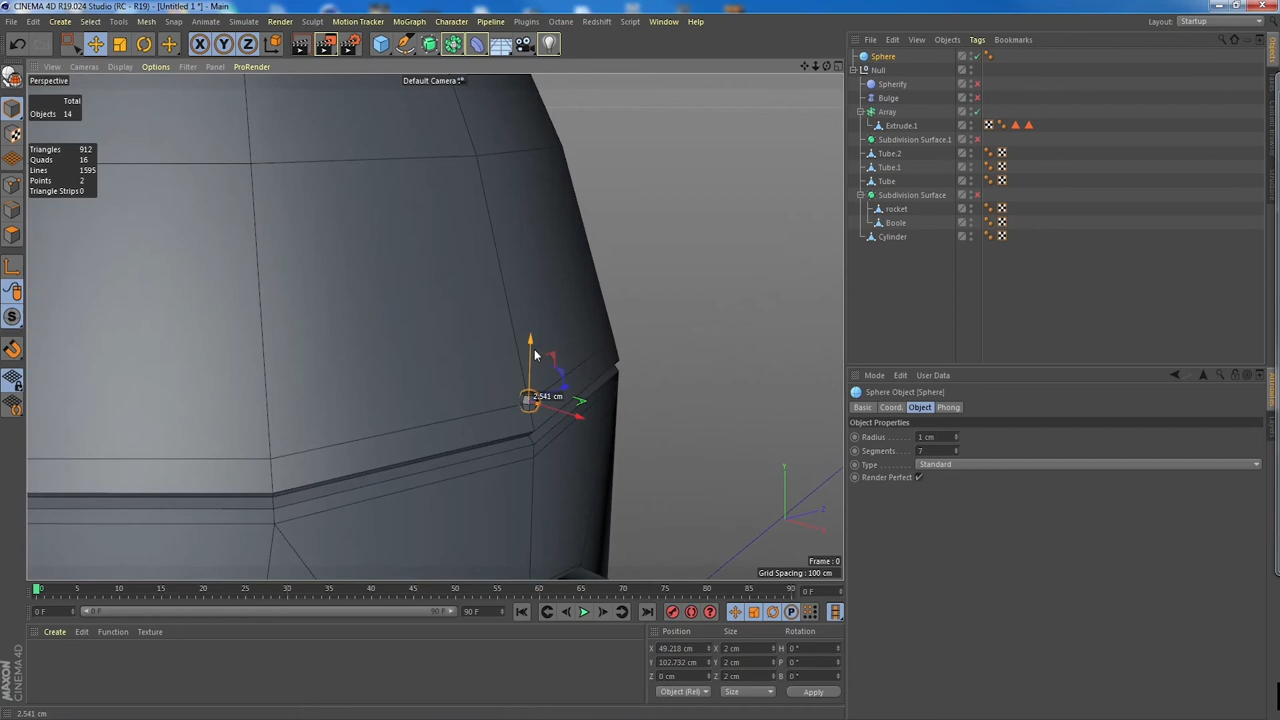 CINEMA 4D R19.024 Studio (RC - R19) - [Untitled 1 *] - Main
File Create Select Tools Mesh Snap Animate Simulate Render Sculpt Motion Tracker MoGraph Character Pipeline Plugins Octane Redshift Script Window Help
Layout: Startup
View Cameras Display Options Filter Panel ProRender
File Edit View Objects Tags Bookmarks
Perspective
Default Camera
Total
Objects 14
Triangles 912
Quads 16
Lines 1595
Points 2
Triangle Strips 0
Sphere
Null
Spherify
Bulge
Array
Extrude.1
Subdivision Surface.1
Tube.2
Tube.1
Tube
Subdivision Surface
rocket
Boole
Cylinder
2.541 cm
Y
Z
X
Frame : 0
Grid Spacing : 100 cm
Mode Edit User Data
Sphere Object [Sphere]
Basic Coord. Object Phong
Object Properties
Radius 1 cm
Segments 7
Type Standard
Render Perfect
0 5 10 15 20 25 30 35 40 45 50 55 60 65 70 75 80 85 90
0 F
0 F
0 F
90 F
90 F
Create Edit Function Texture
Position Size Rotation
X 49.218 cm X 2 cm H 0 °
Y 102.732 cm Y 2 cm P 0 °
Z 0 cm Z 2 cm B 0 °
Object (Rel) Size Apply
MAXON
CINEMA 4D
2.541 cm
Objects
Structure
Attributes
Layers